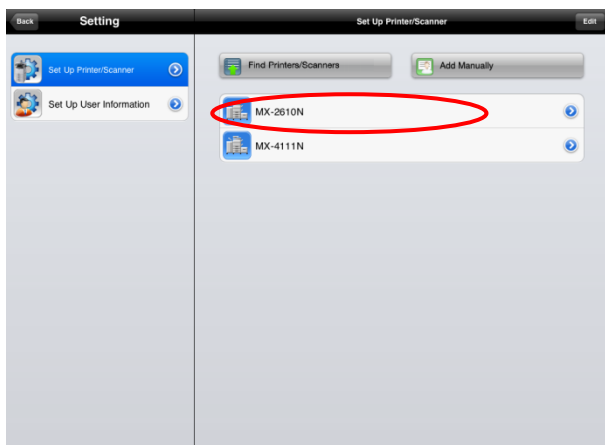 Back Setting Set Up Printer/Scanner Edit
Set Up Printer/Scanner
Set Up User Information
Find Printers/Scanners Add Manually
MX-2610N
MX-4111N